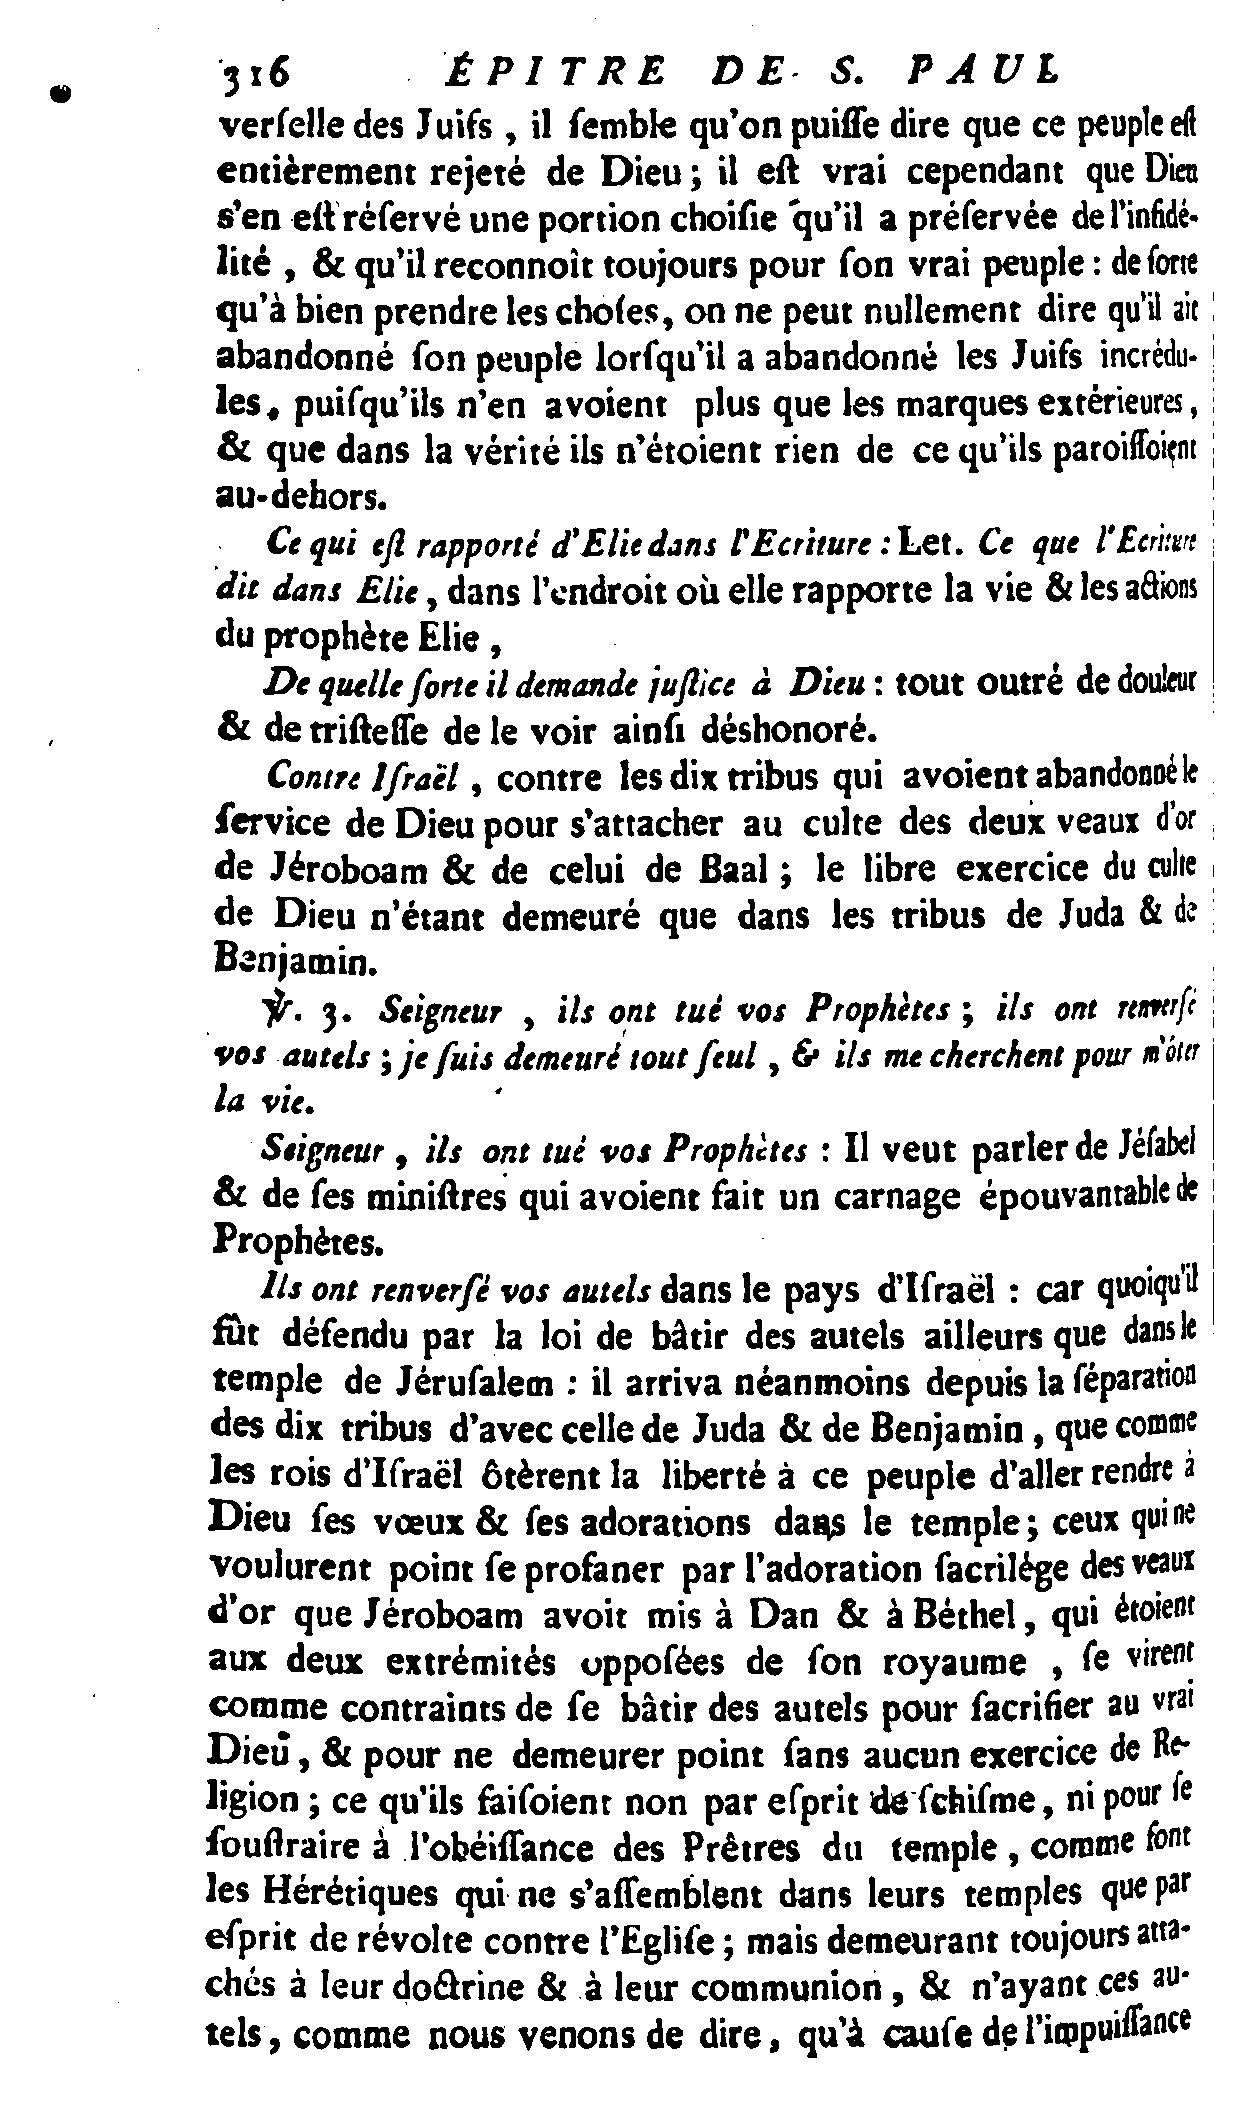 316 ÉPITRE DE S. PAUL
verſelle des Juifs , il ſemble qu'on puiſſe dire que ce peuple eſt
entièrement rejeté de Dieu ; il eſt vrai cependant que Dieu
s'en eſt réſervé une portion choiſie qu'il a préſervée de l'infidé-
lité , & qu'il reconnoît toujours pour ſon vrai peuple : de ſorte
qu'à bien prendre les choſes, on ne peut nullement dire qu'il ait
abandonné ſon peuple lorſqu'il a abandonné les Juifs incrédu-
les, puiſqu'ils n'en avoient plus que les marques extérieures,
& que dans la vérité ils n'étoient rien de ce qu'ils paroiſſoient
au-dehors.
Ce qui eſt rapporté d'Elie dans l'Ecriture : Let. Ce que l'Ecriture
dit dans Elie , dans l'endroit où elle rapporte la vie & les actions
du prophète Elie ,
De quelle ſorte il demande juſtice à Dieu : tout outré de douleur
& de triſteſſe de le voir ainſi déshonoré.
Contre Iſraël , contre les dix tribus qui avoient abandonné le
ſervice de Dieu pour s'attacher au culte des deux veaux d'or
de Jéroboam & de celui de Baal ; le libre exercice du culte
de Dieu n'étant demeuré que dans les tribus de Juda & de
Benjamin.
℣. 3. Seigneur , ils ont tué vos Prophètes ; ils ont renverſé
vos autels ; je ſuis demeuré tout ſeul , & ils me cherchent pour m'ôter
la vie.
Seigneur , ils ont tué vos Prophètes : Il veut parler de Jéſabel
& de ſes miniſtres qui avoient fait un carnage épouvantable de
Prophètes.
Ils ont renverſé vos autels dans le pays d'Iſraël : car quoiqu'il
fût défendu par la loi de bâtir des autels ailleurs que dans le
temple de Jéruſalem : il arriva néanmoins depuis la ſéparation
des dix tribus d'avec celle de Juda & de Benjamin , que comme
les rois d'Iſraël ôtèrent la liberté à ce peuple d'aller rendre à
Dieu ſes vœux & ſes adorations dans le temple ; ceux qui ne
voulurent point ſe profaner par l'adoration ſacrilége des veaux
d'or que Jéroboam avoit mis à Dan & à Béthel , qui étoient
aux deux extrémités oppoſées de ſon royaume , ſe virent
comme contraints de ſe bâtir des autels pour ſacrifier au vrai
Dieu , & pour ne demeurer point ſans aucun exercice de Re-
ligion ; ce qu'ils faiſoient non par eſprit de ſchiſme , ni pour ſe
ſouſtraire à l'obéiſſance des Prêtres du temple , comme font
les Hérétiques qui ne s'aſſemblent dans leurs temples que par
eſprit de révolte contre l'Egliſe ; mais demeurant toujours atta-
chés à leur doctrine & à leur communion , & n'ayant ces au-
tels , comme nous venons de dire , qu'à cauſe de l'impuiſſance